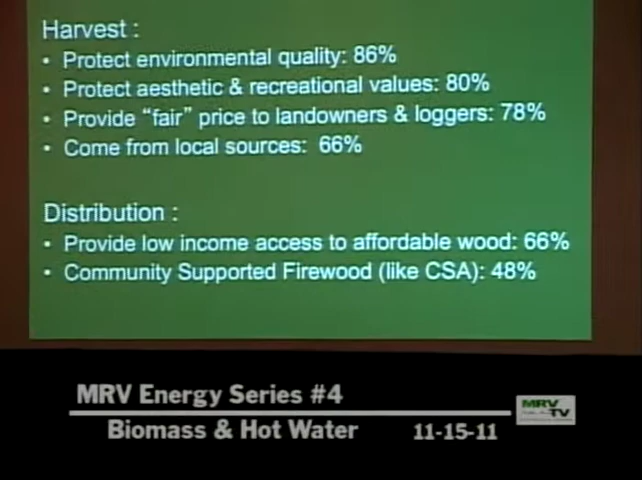 Harvest :
• Protect environmental quality: 86%
• Protect aesthetic & recreational values: 80%
• Provide “fair” price to landowners & loggers: 78%
• Come from local sources: 66%
Distribution :
• Provide low income access to affordable wood: 66%
• Community Supported Firewood (like CSA): 48%
MRV Energy Series #4
Biomass & Hot Water 11-15-11
MRV
TV